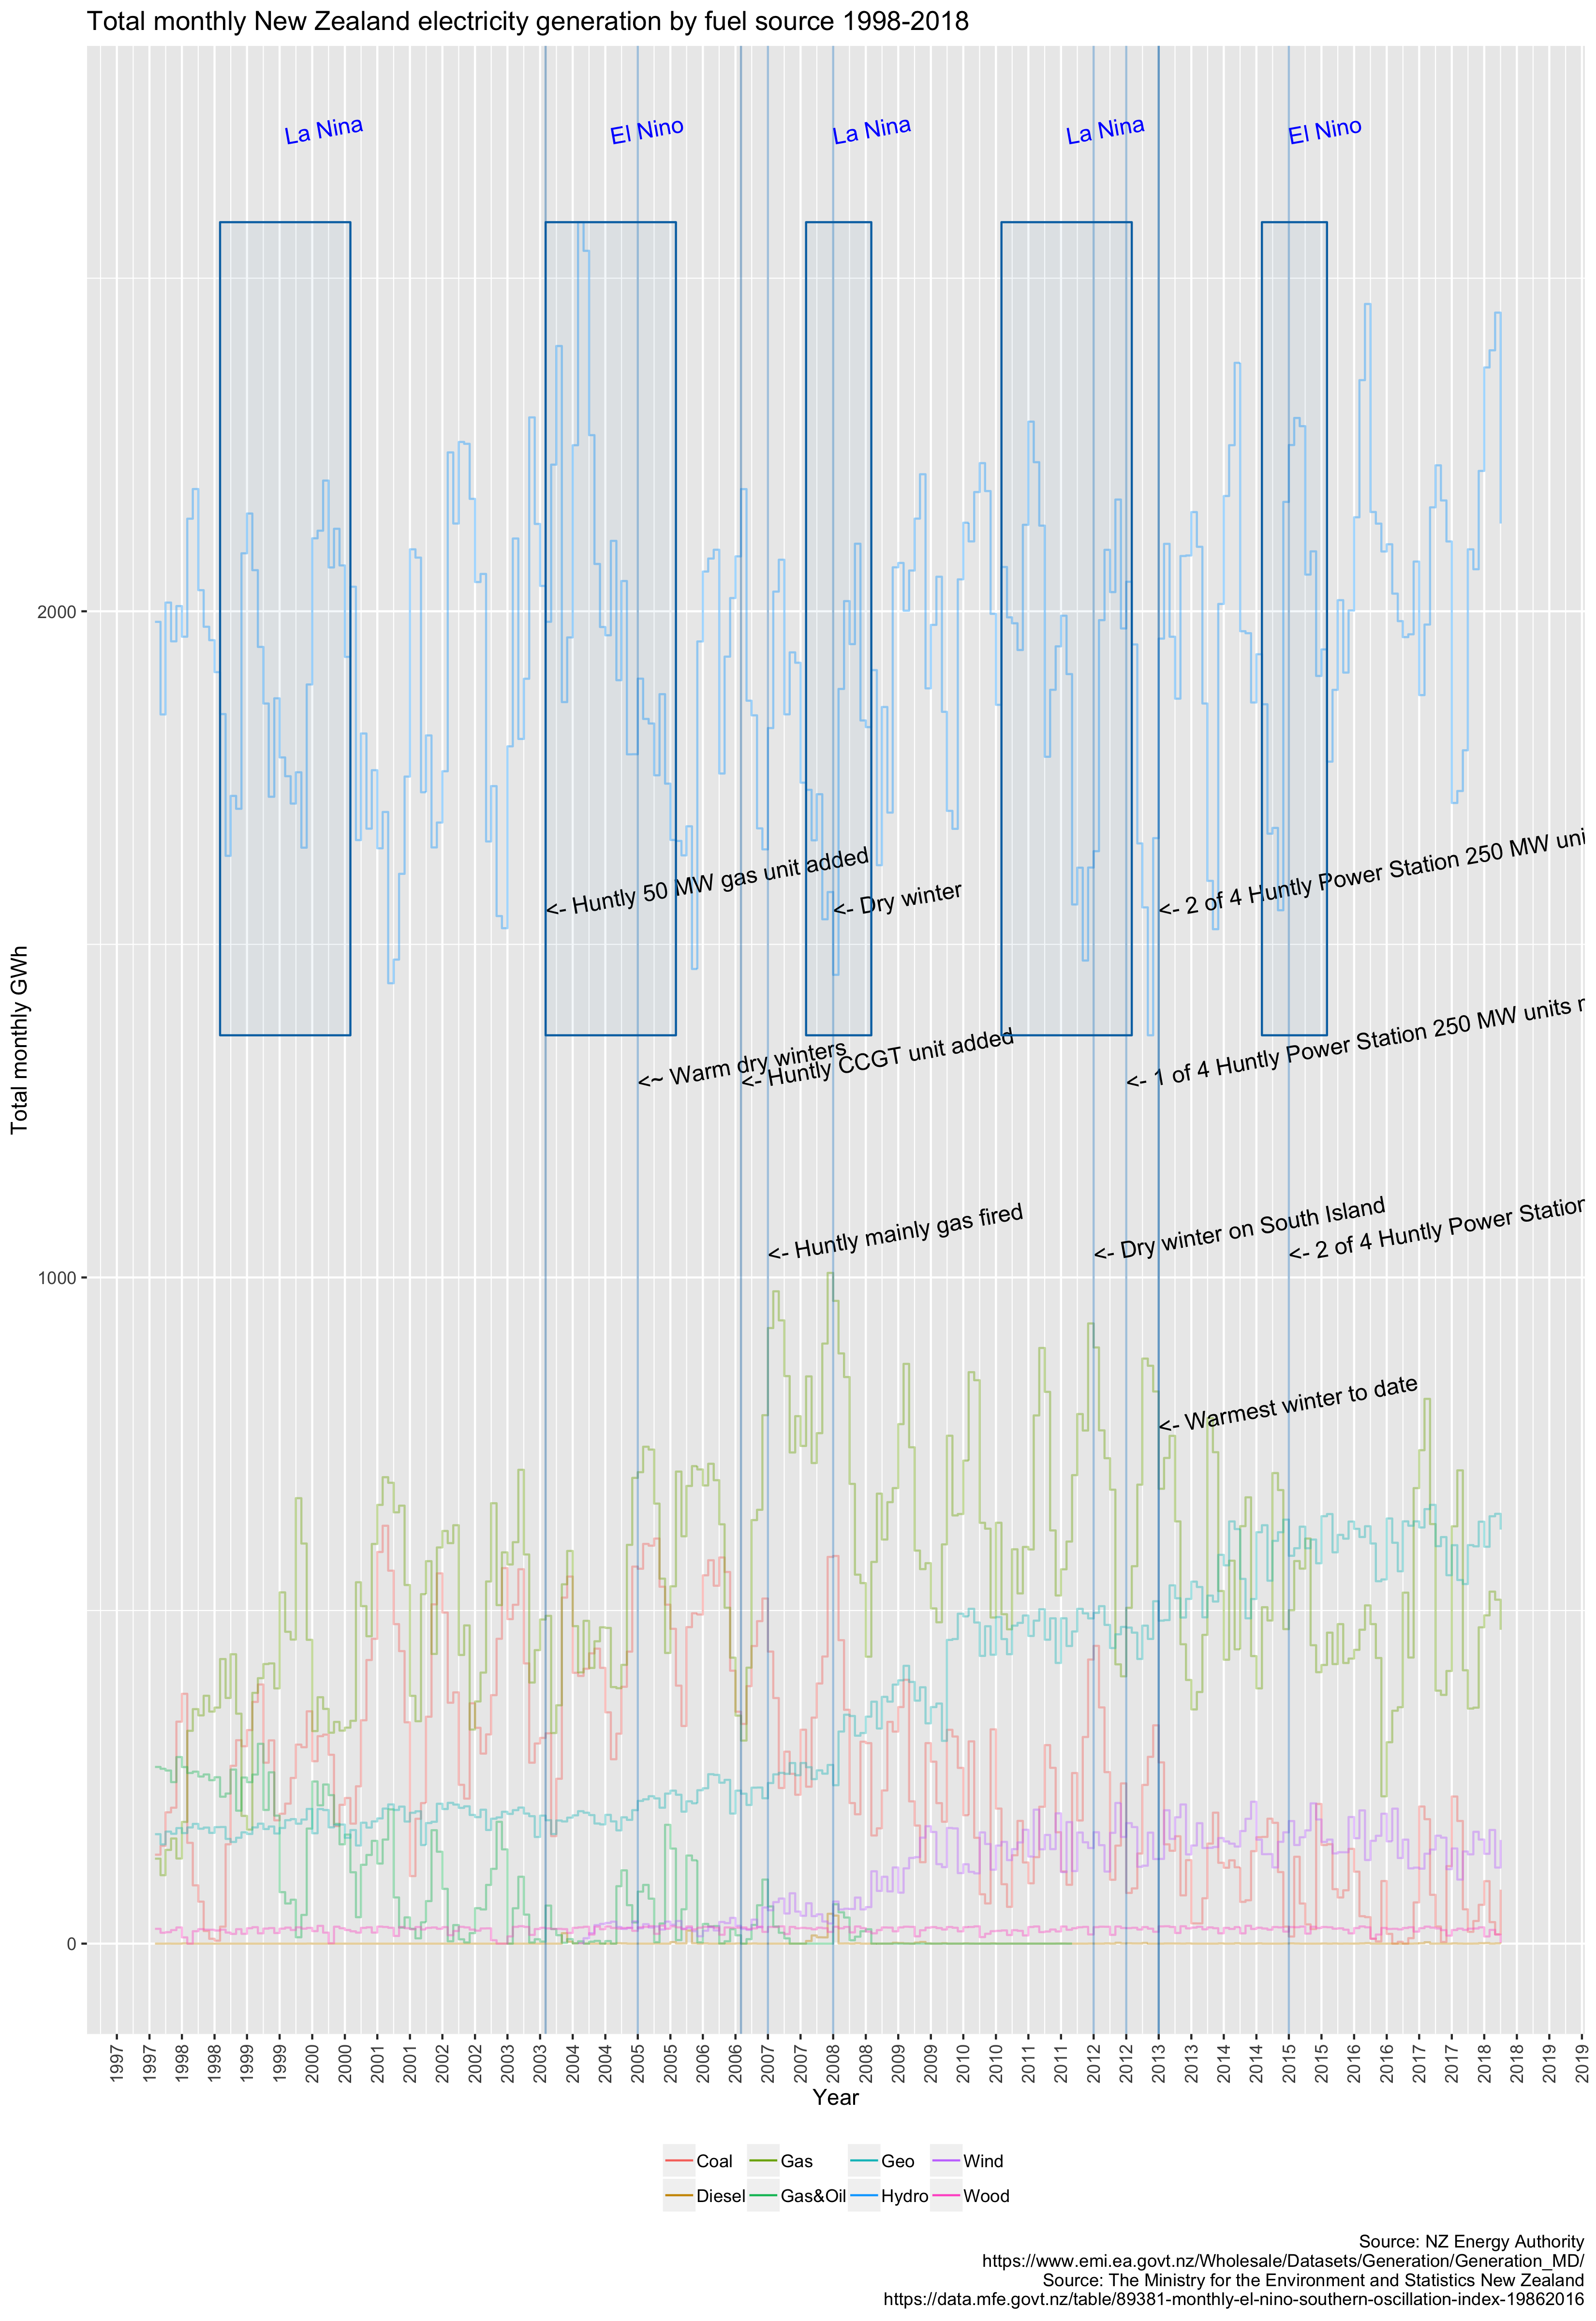 Total monthly New Zealand electricity generation by fuel source 1998-2018
La Nina
El Nino
La Nina
La Nina
El Nino
2000
<- Huntly 50 MW gas unit added
<- Dry winter
<- 2 of 4 Huntly Power Station 250 MW uni
<~ Warm dry winters
<- Huntly CCGT unit added
<- 1 of 4 Huntly Power Station 250 MW units
Total monthly GWh
<- Huntly mainly gas fired
<- Dry winter on South Island
<- 2 of 4 Huntly Power Station
1000
<- Warmest winter to date
0
1997 1997 1998 1998 1999 1999 2000 2000 2001 2001 2002 2002 2003 2003 2004 2004 2005 2005 2006 2006 2007 2007 2008 2008 2009 2009 2010 2010 2011 2011 2012 2012 2013 2013 2014 2014 2015 2015 2016 2016 2017 2017 2018 2018 2019 2019
Year
Coal Gas Geo Wind
Diesel Gas&Oil Hydro Wood
Source: NZ Energy Authority
https://www.emi.ea.govt.nz/Wholesale/Datasets/Generation/Generation_MD/
Source: The Ministry for the Environment and Statistics New Zealand
https://data.mfe.govt.nz/table/89381-monthly-el-nino-southern-oscillation-index-19862016